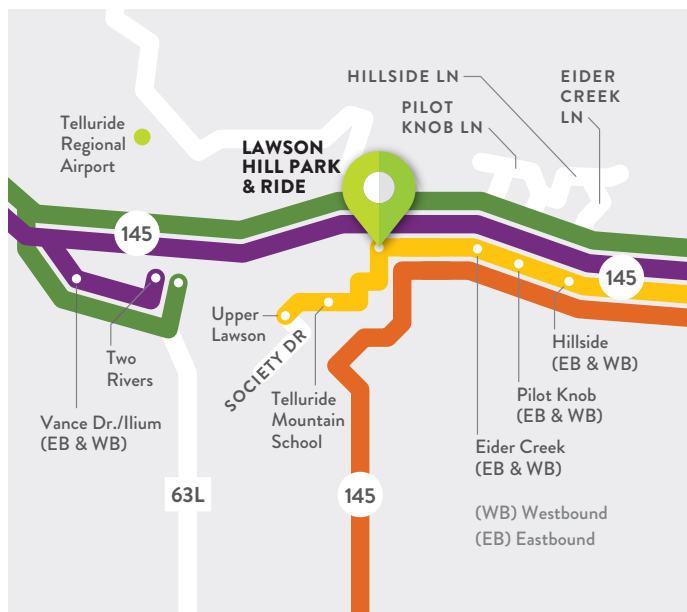 HILLSIDE LN
EIDER
CREEK
LN
PILOT
KNOB LN
Telluride
Regional
Airport
LAWSON
HILL PARK
& RIDE
145
145
Upper
Lawson
SOCIETY DR
Two
Rivers
Vance Dr./Ilium
(EB & WB)
Telluride
Mountain
School
Hillside
(EB & WB)
Pilot Knob
(EB & WB)
Eider Creek
(EB & WB)
63L
145
(WB) Westbound
(EB) Eastbound